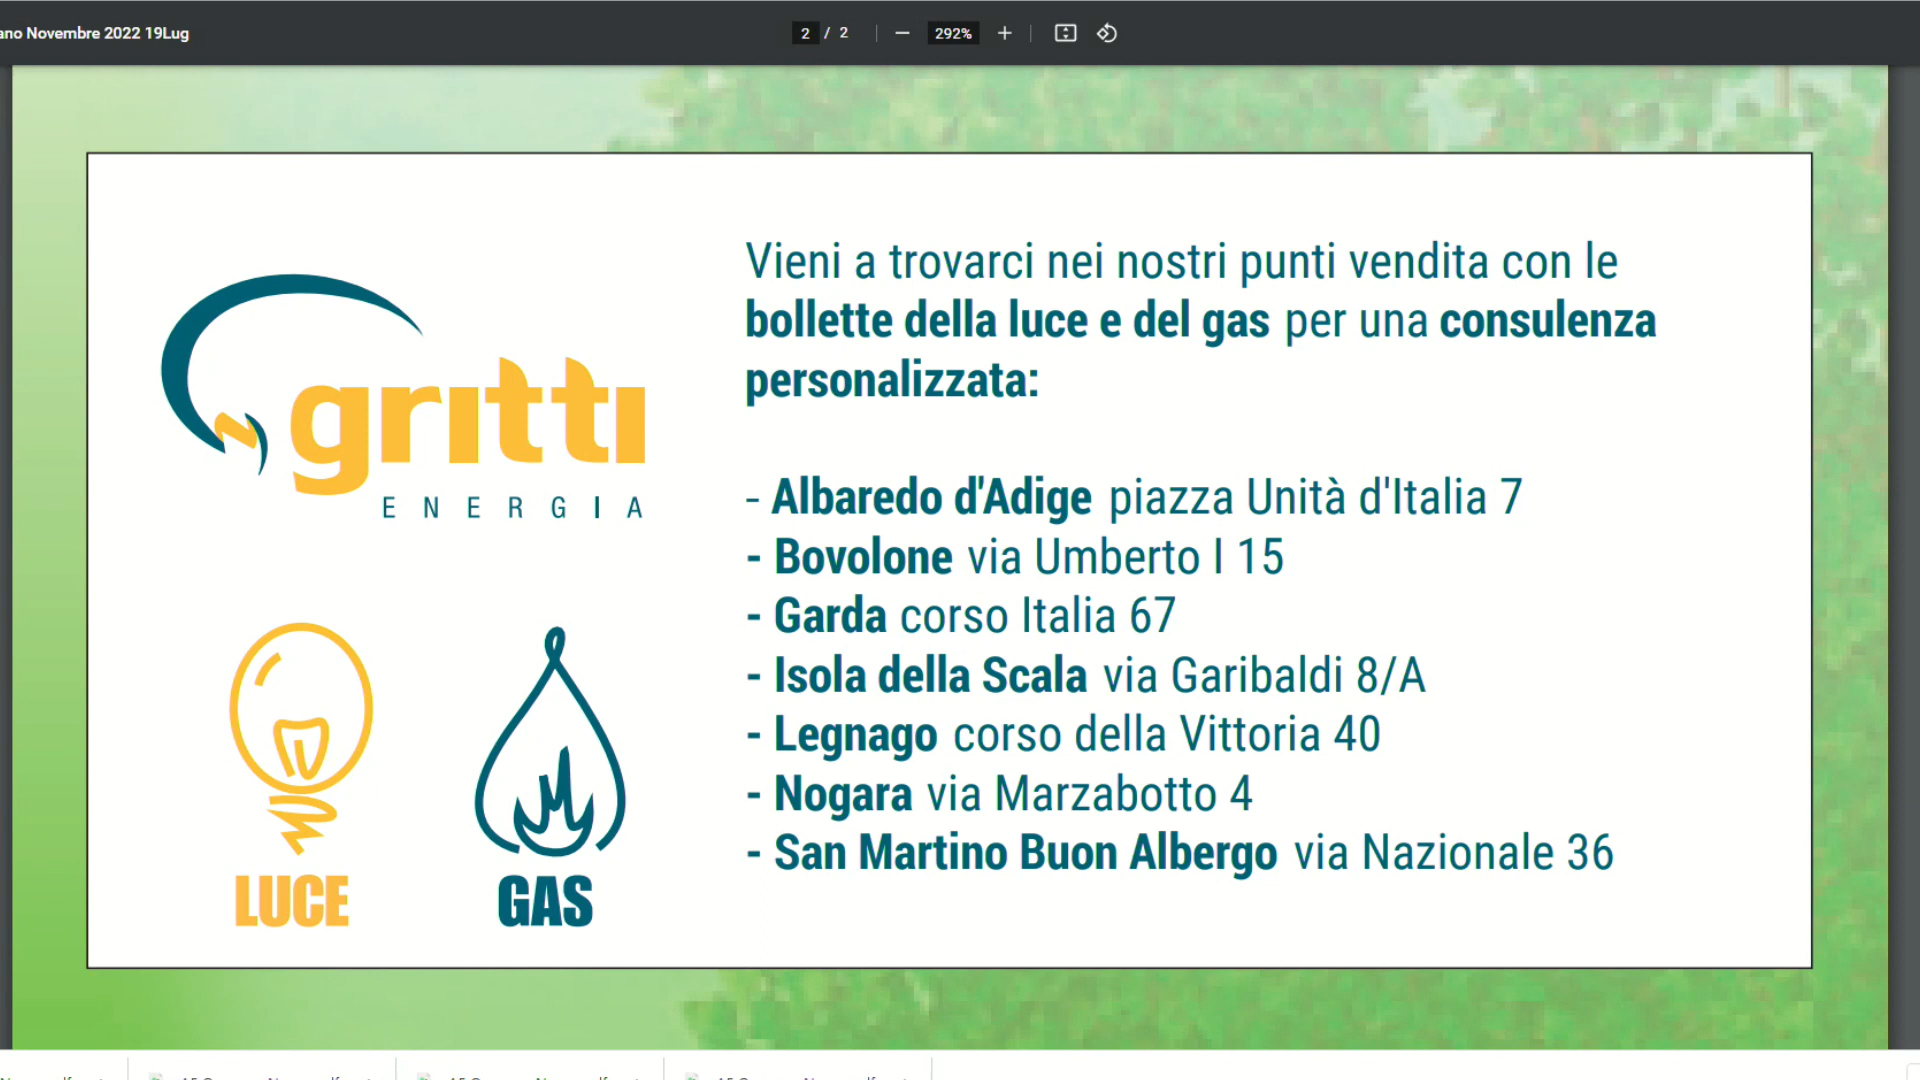 ano Novembre 2022 19Lug
2 / 2
292%
Vieni a trovarci nei nostri punti vendita con le
bollette della luce e del gas per una consulenza
personalizzata:
gritti
ENERGIA
- Albaredo d'Adige piazza Unità d'Italia 7
- Bovolone via Umberto I 15
- Garda corso Italia 67
- Isola della Scala via Garibaldi 8/A
- Legnago corso della Vittoria 40
- Nogara via Marzabotto 4
- San Martino Buon Albergo via Nazionale 36
LUCE
GAS